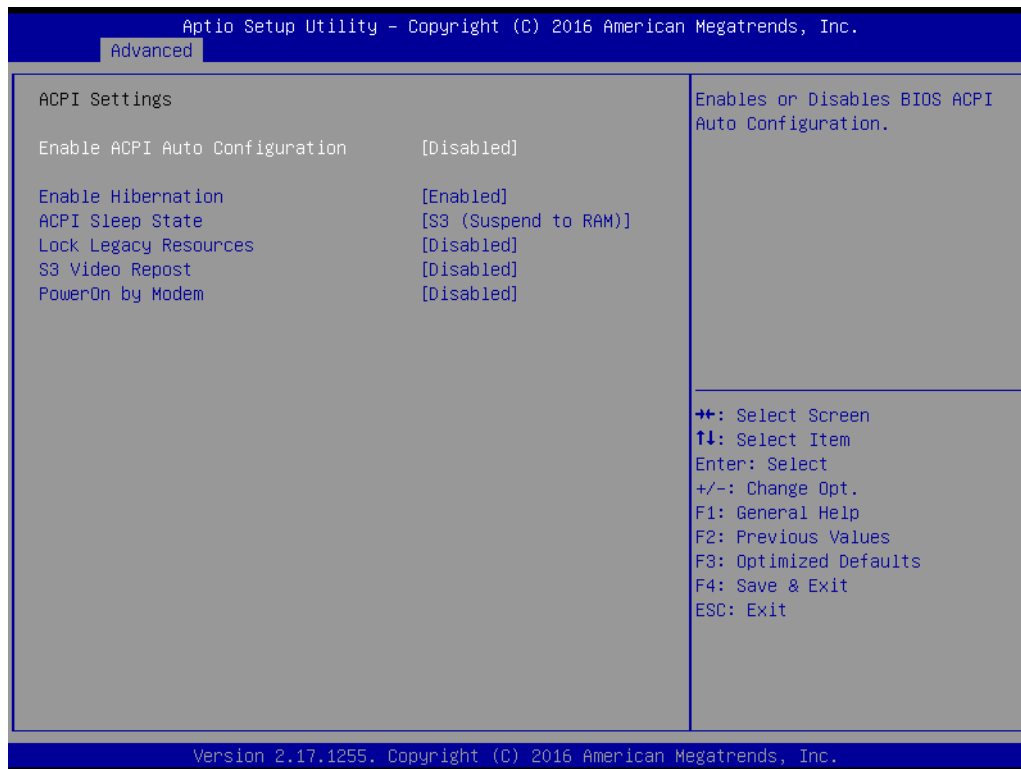 Aptio Setup Utility – Copyright (C) 2016 American Megatrends, Inc.
Advanced
ACPI Settings
Enable ACPI Auto Configuration [Disabled]
Enable Hibernation [Enabled]
ACPI Sleep State [S3 (Suspend to RAM)]
Lock Legacy Resources [Disabled]
S3 Video Repost [Disabled]
PowerOn by Modem [Disabled]
Enables or Disables BIOS ACPI
Auto Configuration.
→←: Select Screen
↑↓: Select Item
Enter: Select
+/-: Change Opt.
F1: General Help
F2: Previous Values
F3: Optimized Defaults
F4: Save & Exit
ESC: Exit
Version 2.17.1255. Copyright (C) 2016 American Megatrends, Inc.